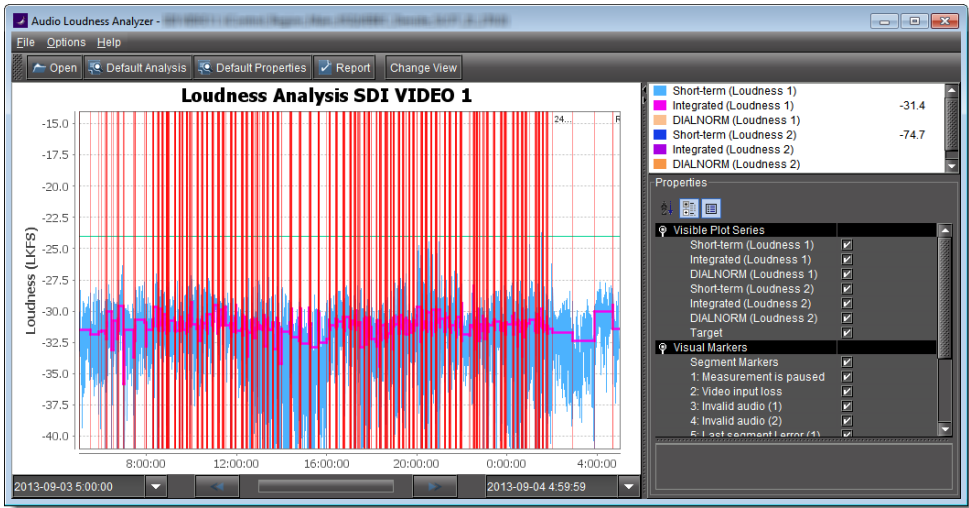 Audio Loudness Analyzer -
File Options Help
Open Default Analysis Default Properties Report Change View
Loudness Analysis SDI VIDEO 1
Loudness (LKFS)
-15.0
-17.5
-20.0
-22.5
-25.0
-27.5
-30.0
-32.5
-35.0
-37.5
-40.0
24...
R
8:00:00 12:00:00 16:00:00 20:00:00 0:00:00 4:00:00
2013-09-03 5:00:00
2013-09-04 4:59:59
Short-term (Loudness 1)
Integrated (Loudness 1) -31.4
DIALNORM (Loudness 1)
Short-term (Loudness 2) -74.7
Integrated (Loudness 2)
DIALNORM (Loudness 2)
Properties
Visible Plot Series
Short-term (Loudness 1)
Integrated (Loudness 1)
DIALNORM (Loudness 1)
Short-term (Loudness 2)
Integrated (Loudness 2)
DIALNORM (Loudness 2)
Target
Visual Markers
Segment Markers
1: Measurement is paused
2: Video input loss
3: Invalid audio (1)
4: Invalid audio (2)
5: Last segment I error (1)